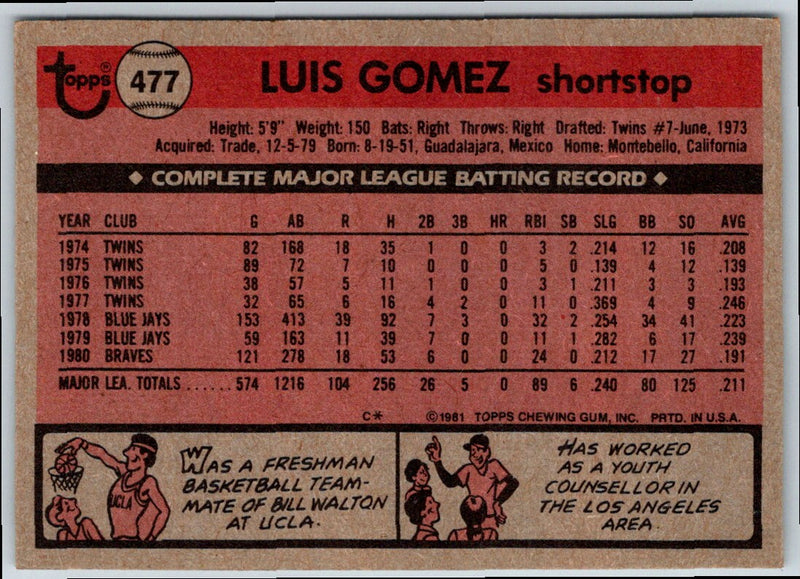 topps® 477 LUIS GOMEZ shortstop
Height: 5'9" Weight: 150 Bats: Right Throws: Right Drafted: Twins #7-June, 1973
Acquired: Trade, 12-5-79 Born: 8-19-51, Guadalajara, Mexico Home: Montebello, California
◆ COMPLETE MAJOR LEAGUE BATTING RECORD ◆
YEAR CLUB G AB R H 2B 3B HR RBI SB SLG BB SO AVG
1974 TWINS 82 168 18 35 1 0 0 3 2 .214 12 16 .208
1975 TWINS 89 72 7 10 0 0 0 5 0 .139 4 12 .139
1976 TWINS 38 57 5 11 1 0 0 3 1 .211 3 3 .193
1977 TWINS 32 65 6 16 4 2 0 11 0 .369 4 9 .246
1978 BLUE JAYS 153 413 39 92 7 3 0 32 2 .254 34 41 .223
1979 BLUE JAYS 59 163 11 39 7 0 0 11 1 .282 6 17 .239
1980 BRAVES 121 278 18 53 6 0 0 24 0 .212 17 27 .191
MAJOR LEA. TOTALS ...... 574 1216 104 256 26 5 0 89 6 .240 80 125 .211
C* ©1981 TOPPS CHEWING GUM, INC. PRTD. IN U.S.A.
UCLA
WAS A FRESHMAN
BASKETBALL TEAM-
MATE OF BILL WALTON
AT UCLA.
HAS WORKED
AS A YOUTH
COUNSELLOR IN
THE LOS ANGELES
AREA.